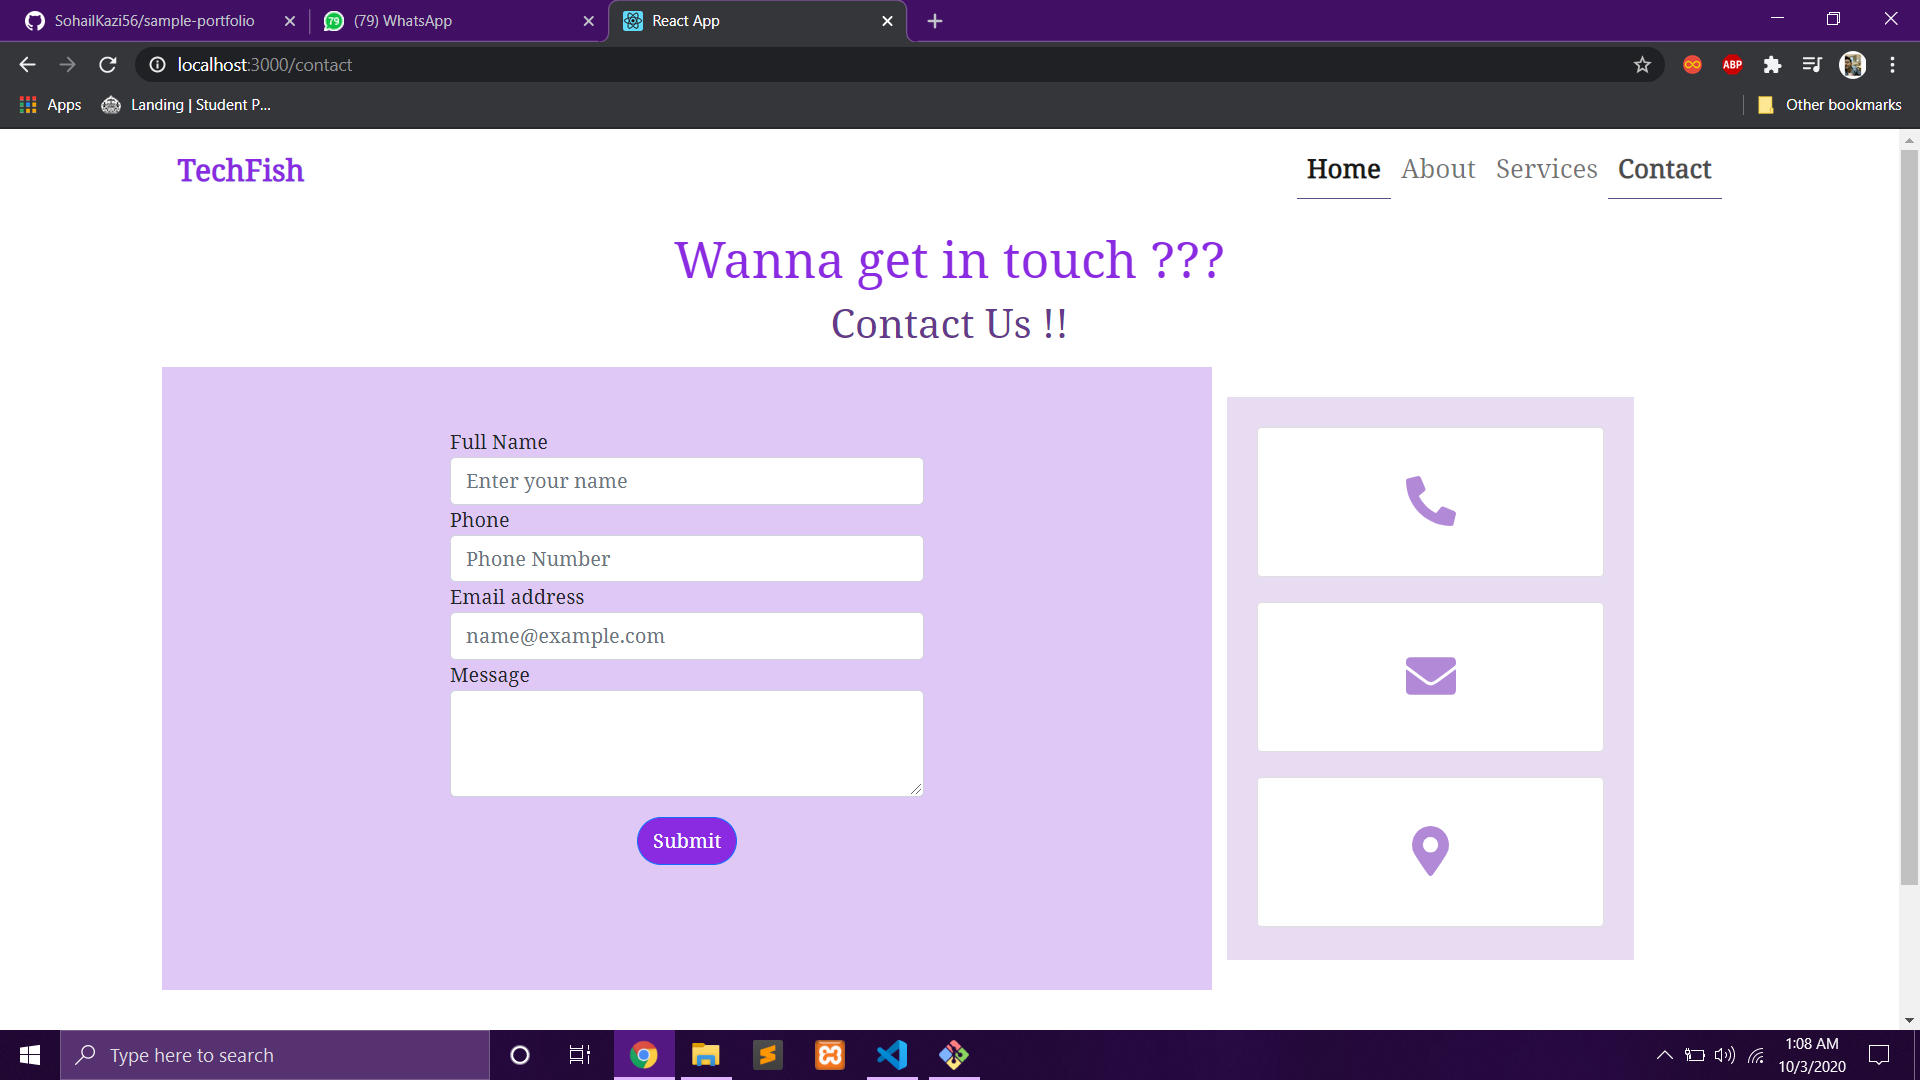 SohailKazi56/sample-portfolio
79
(79) WhatsApp
React App
localhost:3000/contact
ABP
Apps
Landing | Student P...
Other bookmarks
TechFish
Home About Services Contact
Wanna get in touch ???
Contact Us !!
Full Name
Enter your name
Phone
Phone Number
Email address
name@example.com
Message
Submit
Type here to search
1:08 AM
10/3/2020